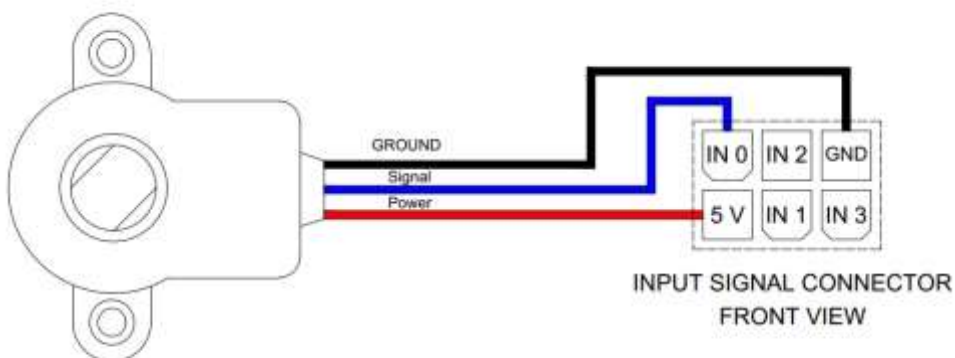 GROUND
Signal
Power
IN 0 IN 2 GND
5 V IN 1 IN 3
INPUT SIGNAL CONNECTOR
FRONT VIEW